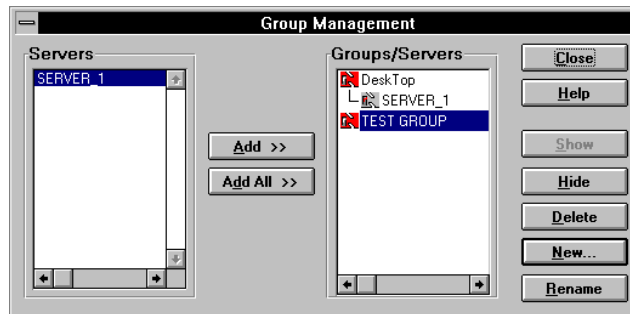 Group Management
Servers
SERVER_1
Add >>
Add All >>
Groups/Servers
DeskTop
SERVER_1
TEST GROUP
Close
Help
Show
Hide
Delete
New...
Rename